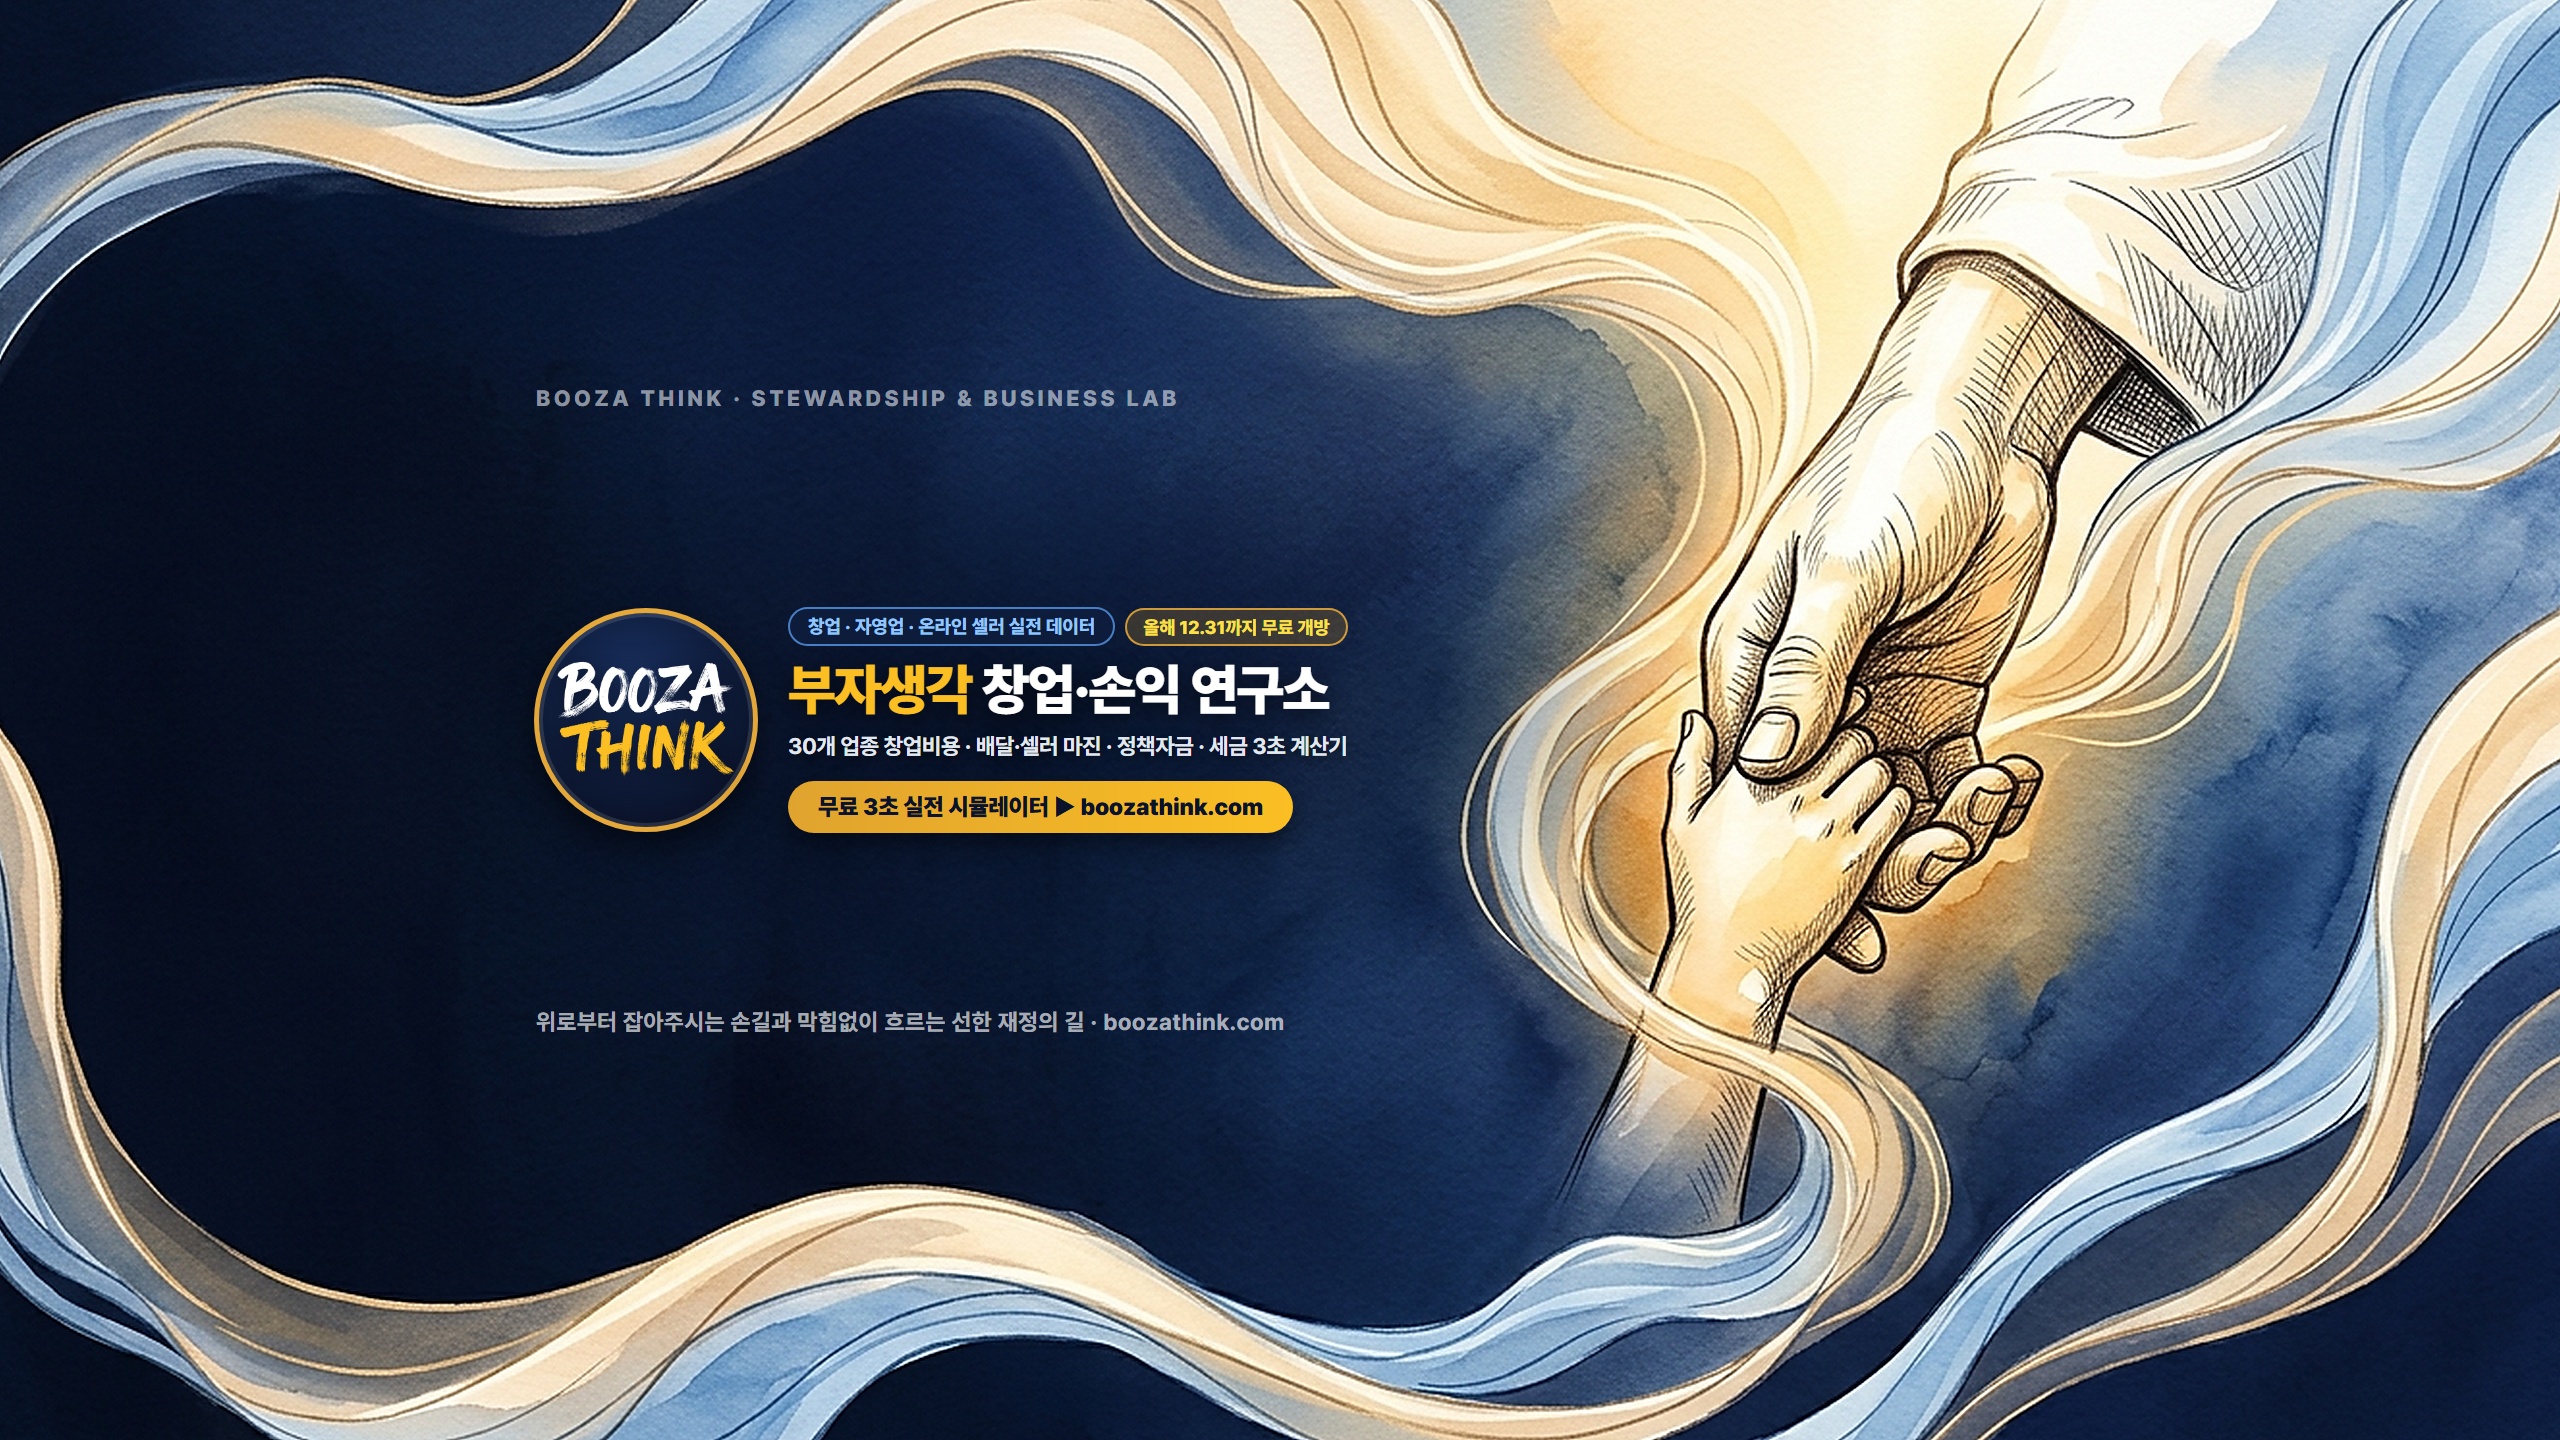 BOOZA THINK · STEWARDSHIP & BUSINESS LAB
BOOZA
THINK
창업 · 자영업 · 온라인 셀러 실전 데이터
올해 12.31까지 무료 개방
부자생각 창업·손익 연구소
30개 업종 창업비용 · 배달·셀러 마진 · 정책자금 · 세금 3초 계산기
무료 3초 실전 시뮬레이터 ▶ boozathink.com
위로부터 잡아주시는 손길과 막힘없이 흐르는 선한 재정의 길 · boozathink.com